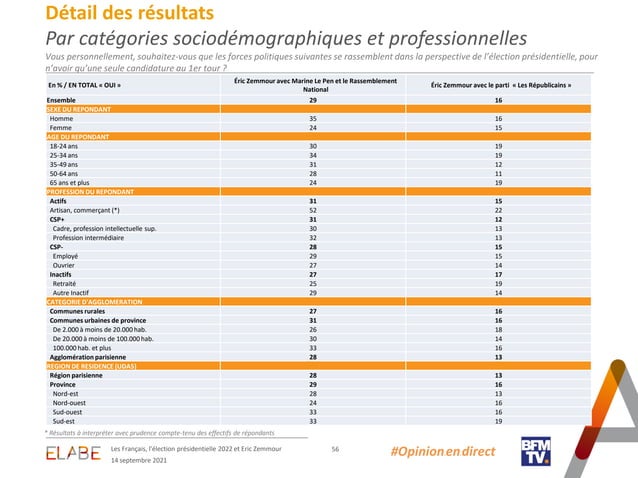 Détail des résultats
Par catégories sociodémographiques et professionnelles
Vous personnellement, souhaitez-vous que les forces politiques suivantes se rassemblent dans la perspective de l'élection présidentielle, pour
n'avoir qu'une seule candidature au 1er tour ?
En % / EN TOTAL « OUI » Éric Zemmour avec Marine Le Pen et le Rassemblement National Éric Zemmour avec le parti « Les Républicains »
Ensemble 29 16
SEXE DU REPONDANT
Homme 35 16
Femme 24 15
AGE DU REPONDANT
18-24 ans 30 19
25-34 ans 34 19
35-49 ans 31 12
50-64 ans 28 11
65 ans et plus 24 19
PROFESSION DU REPONDANT
Actifs 31 15
Artisan, commerçant (*) 52 22
CSP+ 31 12
Cadre, profession intellectuelle sup. 30 13
Profession intermédiaire 32 13
CSP- 28 15
Employé 29 15
Ouvrier 27 14
Inactifs 27 17
Retraité 25 19
Autre Inactif 29 14
CATEGORIE D'AGGLOMERATION
Communes rurales 27 16
Communes urbaines de province 31 16
De 2.000 à moins de 20.000 hab. 26 18
De 20.000 à moins de 100.000 hab. 30 14
100.000 hab. et plus 33 16
Agglomération parisienne 28 13
REGION DE RESIDENCE (UDA5)
Région parisienne 28 13
Province 29 16
Nord-est 28 13
Nord-ouest 24 16
Sud-ouest 33 16
Sud-est 33 19
* Résultats à interpréter avec prudence compte-tenu des effectifs de répondants
ELABE
Les Français, l'élection présidentielle 2022 et Eric Zemmour 56
14 septembre 2021
#Opinion en direct
BFM
TV.